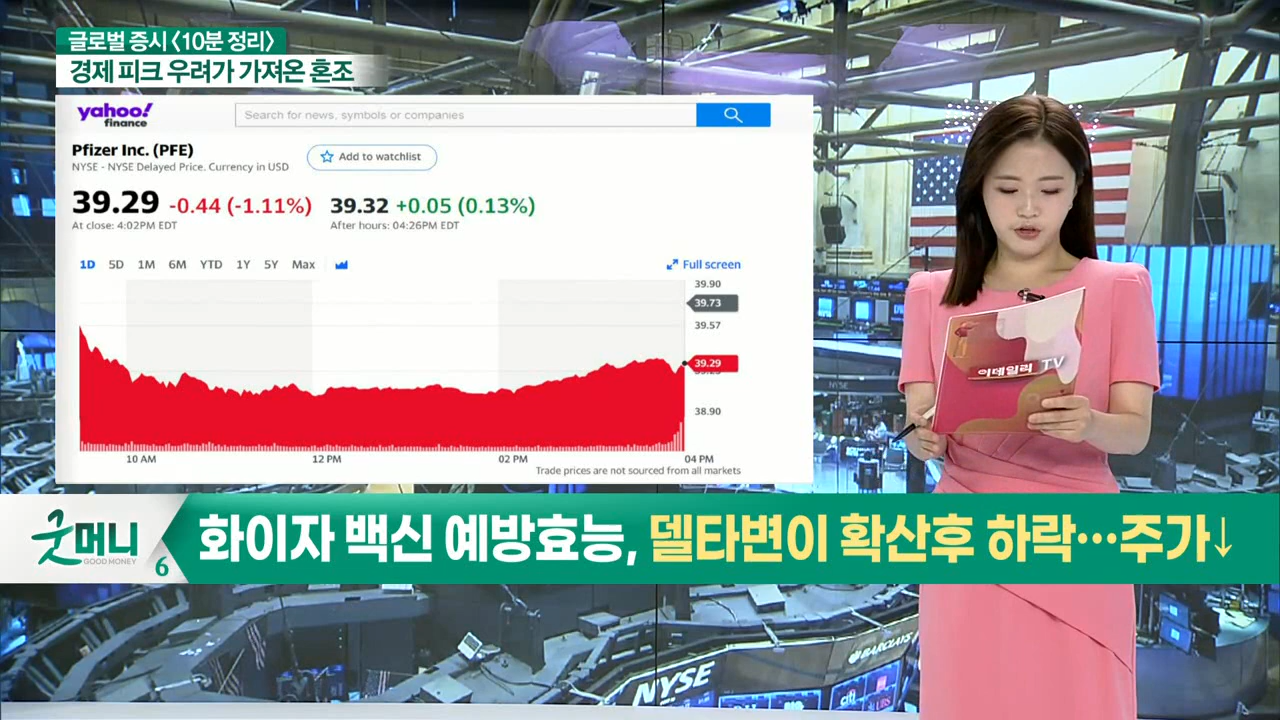 글로벌 증시 <10분 정리>
경제 피크 우려가 가져온 혼조
yahoo!
finance
Search for news, symbols or companies
Pfizer Inc. (PFE)
NYSE - NYSE Delayed Price. Currency in USD
Add to watchlist
39.29 -0.44 (-1.11%)
At close: 4:02PM EDT
39.32 +0.05 (0.13%)
After hours: 04:26PM EDT
1D 5D 1M 6M YTD 1Y 5Y Max
Full screen
39.90
39.73
39.57
39.29
38.90
10 AM 12 PM 02 PM 04 PM
Trade prices are not sourced from all markets
이데일리 TV
NYSE
굿머니
GOOD MONEY
6
화이자 백신 예방효능, 델타변이 확산후 하락…주가↓
NYSE
BARCLAYS
citi